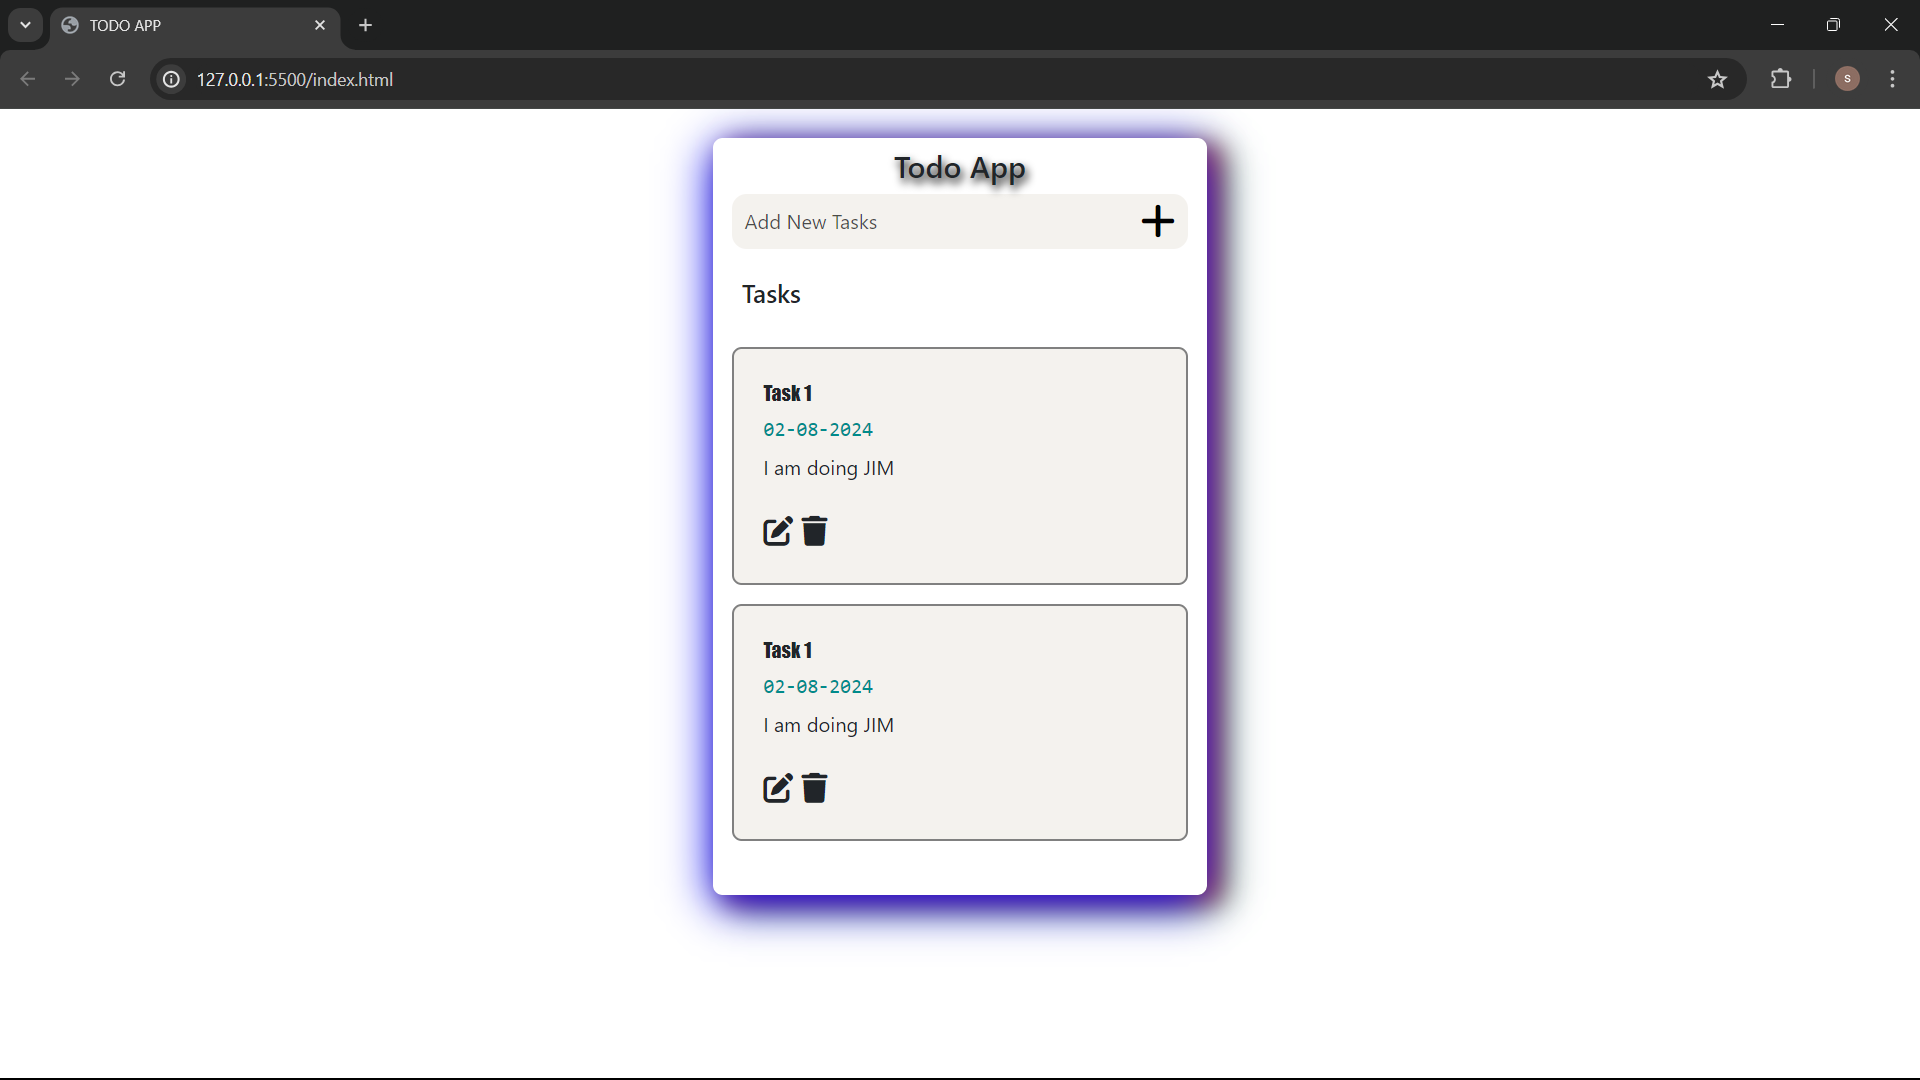 TODO APP
127.0.0.1:5500/index.html
S
Todo App
Add New Tasks
Tasks
Task 1
02-08-2024
I am doing JIM
Task 1
02-08-2024
I am doing JIM